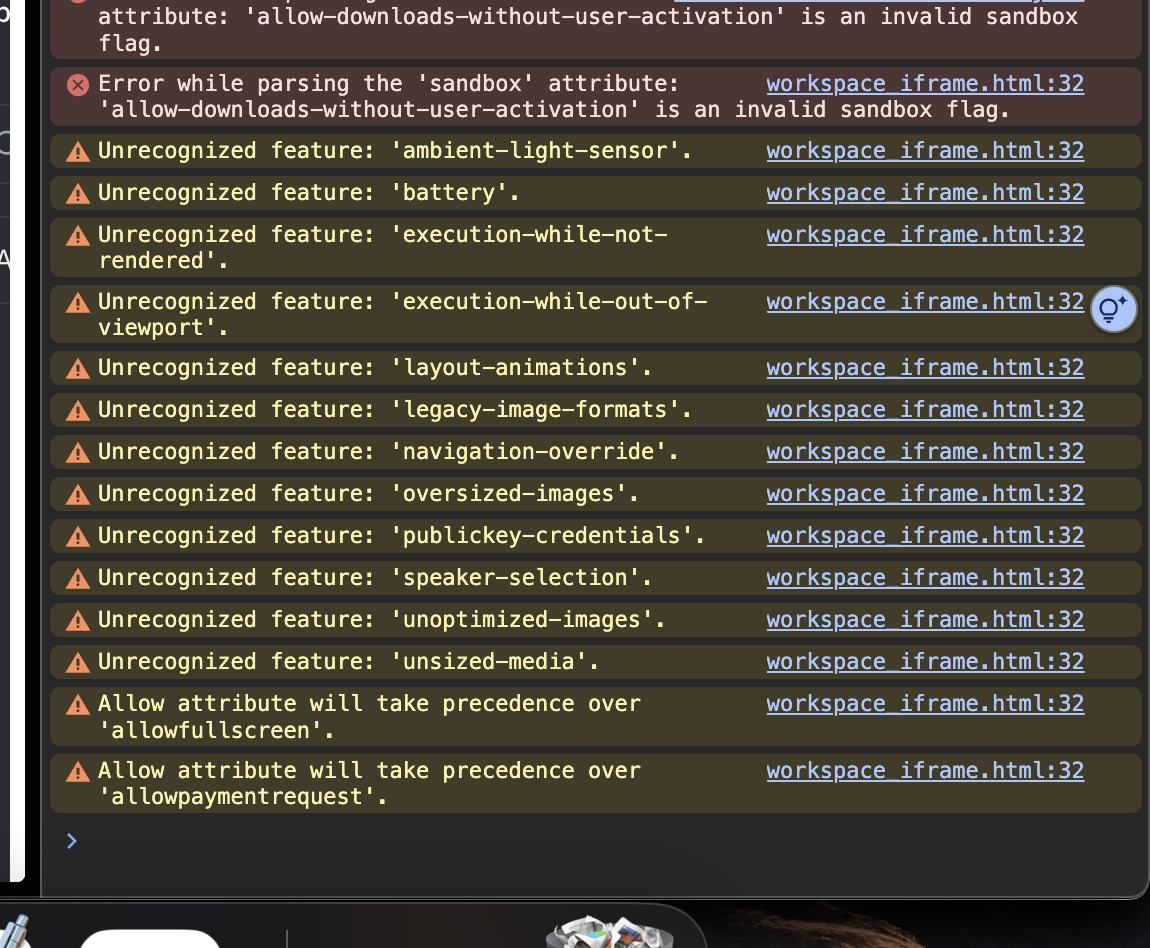 attribute: 'allow-downloads-without-user-activation' is an invalid sandbox
flag.
Error while parsing the 'sandbox' attribute: workspace_iframe.html:32
'allow-downloads-without-user-activation' is an invalid sandbox flag.
Unrecognized feature: 'ambient-light-sensor'. workspace_iframe.html:32
Unrecognized feature: 'battery'. workspace_iframe.html:32
Unrecognized feature: 'execution-while-not- workspace_iframe.html:32
rendered'.
Unrecognized feature: 'execution-while-out-of- workspace_iframe.html:32
viewport'.
Unrecognized feature: 'layout-animations'. workspace_iframe.html:32
Unrecognized feature: 'legacy-image-formats'. workspace_iframe.html:32
Unrecognized feature: 'navigation-override'. workspace_iframe.html:32
Unrecognized feature: 'oversized-images'. workspace_iframe.html:32
Unrecognized feature: 'publickey-credentials'. workspace_iframe.html:32
Unrecognized feature: 'speaker-selection'. workspace_iframe.html:32
Unrecognized feature: 'unoptimized-images'. workspace_iframe.html:32
Unrecognized feature: 'unsized-media'. workspace_iframe.html:32
Allow attribute will take precedence over workspace_iframe.html:32
'allowfullscreen'.
Allow attribute will take precedence over workspace_iframe.html:32
'allowpaymentrequest'.